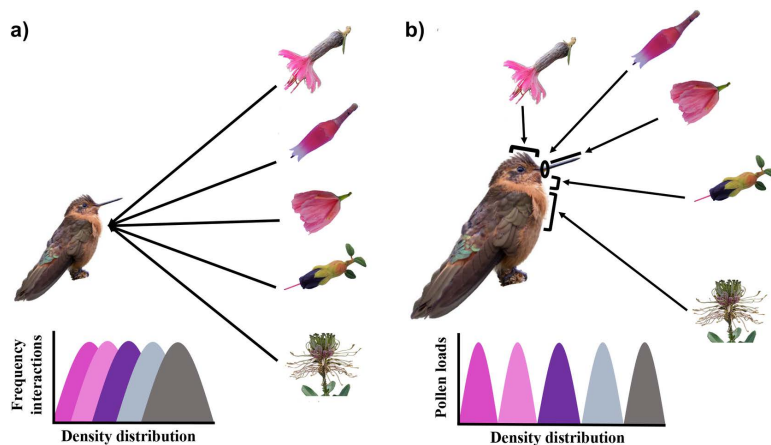 a)
Frequency
interactions
Density distribution
b)
Pollen loads
Density distribution